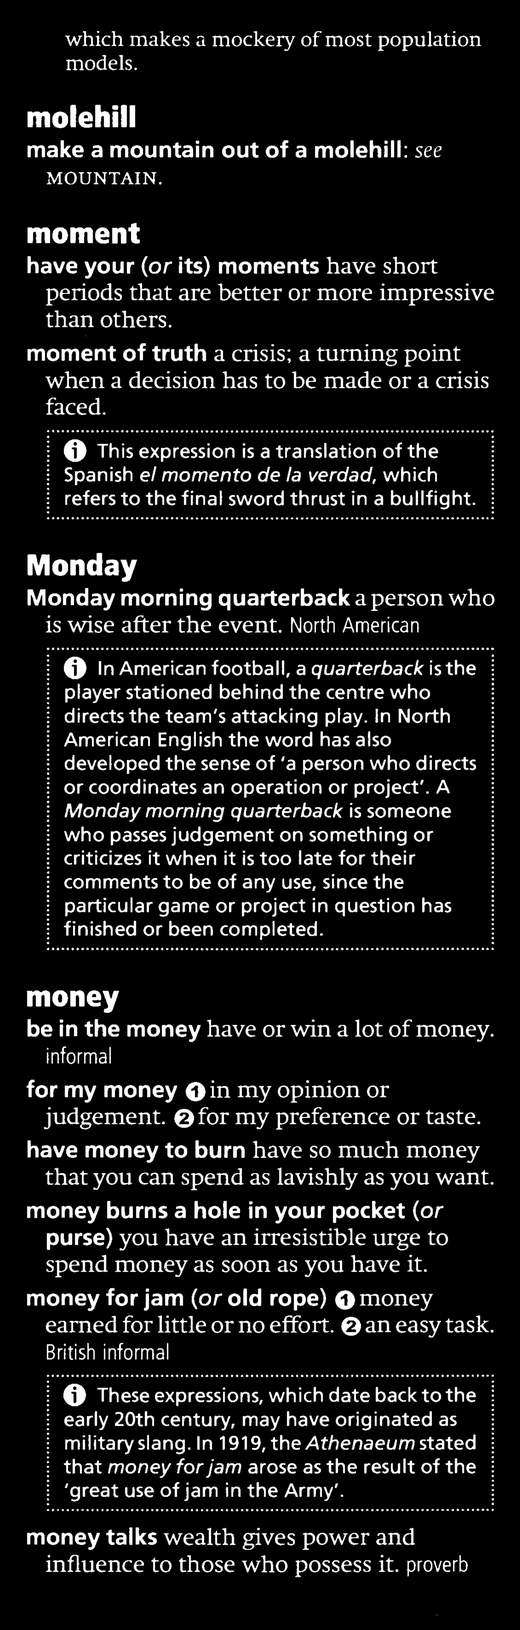 which makes a mockery of most population
models.
molehill
make a mountain out of a molehill: see
MOUNTAIN.
moment
have your (or its) moments have short
periods that are better or more impressive
than others.
moment of truth a crisis; a turning point
when a decision has to be made or a crisis
faced.
i This expression is a translation of the
Spanish el momento de la verdad, which
refers to the final sword thrust in a bullfight.
Monday
Monday morning quarterback a person who
is wise after the event. North American
i In American football, a quarterback is the
player stationed behind the centre who
directs the team's attacking play. In North
American English the word has also
developed the sense of ‘a person who directs
or coordinates an operation or project’. A
Monday morning quarterback is someone
who passes judgement on something or
criticizes it when it is too late for their
comments to be of any use, since the
particular game or project in question has
finished or been completed.
money
be in the money have or win a lot of money.
informal
for my money ❶ in my opinion or
judgement. ❷ for my preference or taste.
have money to burn have so much money
that you can spend as lavishly as you want.
money burns a hole in your pocket (or
purse) you have an irresistible urge to
spend money as soon as you have it.
money for jam (or old rope) ❶ money
earned for little or no effort. ❷ an easy task.
British informal
i These expressions, which date back to the
early 20th century, may have originated as
military slang. In 1919, the Athenaeum stated
that money for jam arose as the result of the
‘great use of jam in the Army’.
money talks wealth gives power and
influence to those who possess it. proverb